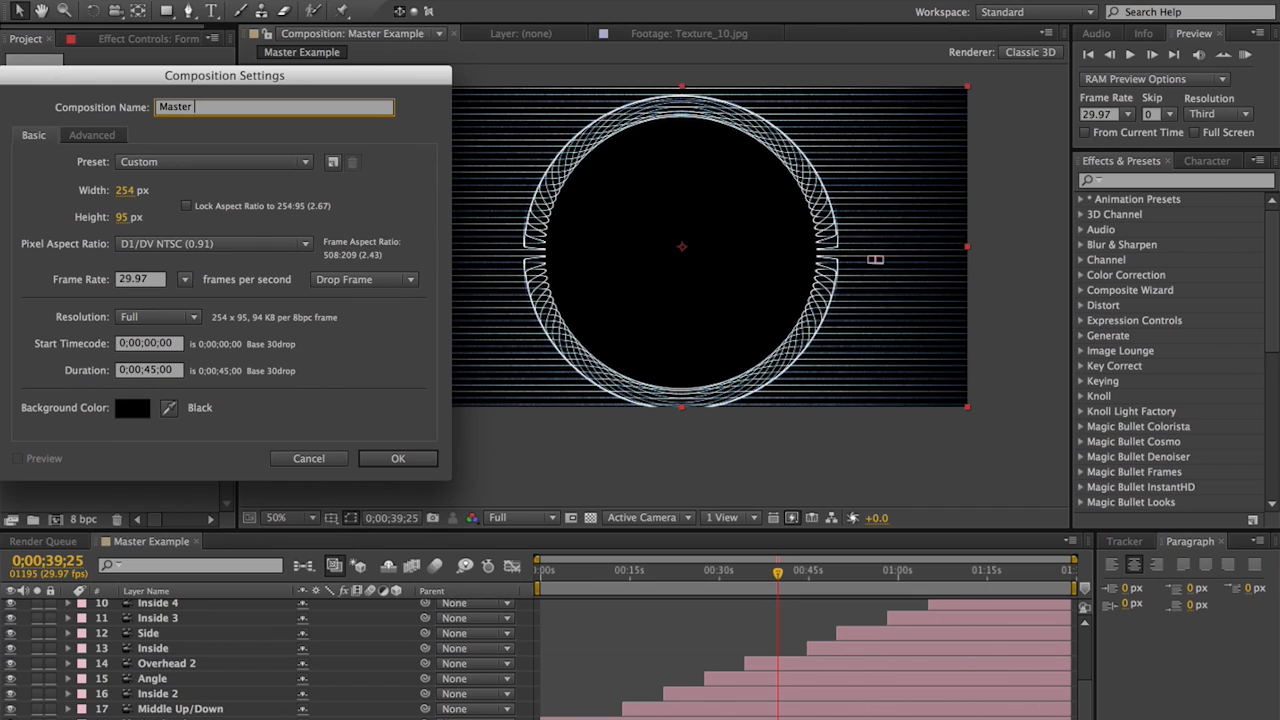 Workspace: Standard Search Help
Project Effect Controls: Form Composition: Master Example Layer: (none) Footage: Texture_10.jpg Audio Info Preview
Master Example Renderer: Classic 3D
Composition Settings
Composition Name: Master
Basic Advanced
Preset: Custom
Width: 254 px
Lock Aspect Ratio to 254:95 (2.67)
Height: 95 px
Pixel Aspect Ratio: D1/DV NTSC (0.91) Frame Aspect Ratio:
508:209 (2.43)
Frame Rate: 29.97 frames per second Drop Frame
Resolution: Full 254 x 95, 94 KB per 8bpc frame
Start Timecode: 0;00;00;00 is 0;00;00;00 Base 30drop
Duration: 0;00;45;00 is 0;00;45;00 Base 30drop
Background Color: Black
Preview Cancel OK
RAM Preview Options
Frame Rate Skip Resolution
29.97 0 Third
From Current Time Full Screen
Effects & Presets Character
* Animation Presets
3D Channel
Audio
Blur & Sharpen
Channel
Color Correction
Composite Wizard
Distort
Expression Controls
Generate
Image Loungue
Key Correct
Keying
Knoll
Knoll Light Factory
Magic Bullet Colorista
Magic Bullet Cosmo
Magic Bullet Denoiser
Magic Bullet Frames
Magic Bullet InstantHD
Magic Bullet Looks
8 bpc 50% 0;00;39;25 Full Active Camera 1 View +0.0
Render Queue Master Example Tracker Paragraph
0;00;39;25
01195 (29.97 fps)
:00s 00:15s 00:30s 00:45s 01:00s 01:15s 01:
Layer Name Parent
10 Inside 4 None
11 Inside 3 None
12 Side None
13 Inside None
14 Overhead 2 None
15 Angle None
16 Inside 2 None
17 Middle Up/Down None
0 px 0 px 0 px
0 px 0 px